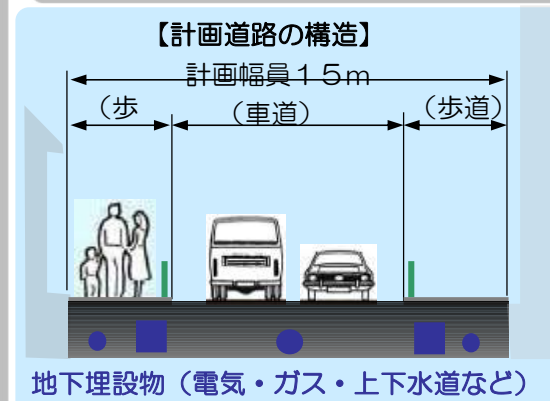 【計画道路の構造】
計画幅員15m
（歩
（車道）
（歩道）
地下埋設物（電気・ガス・上下水道など）